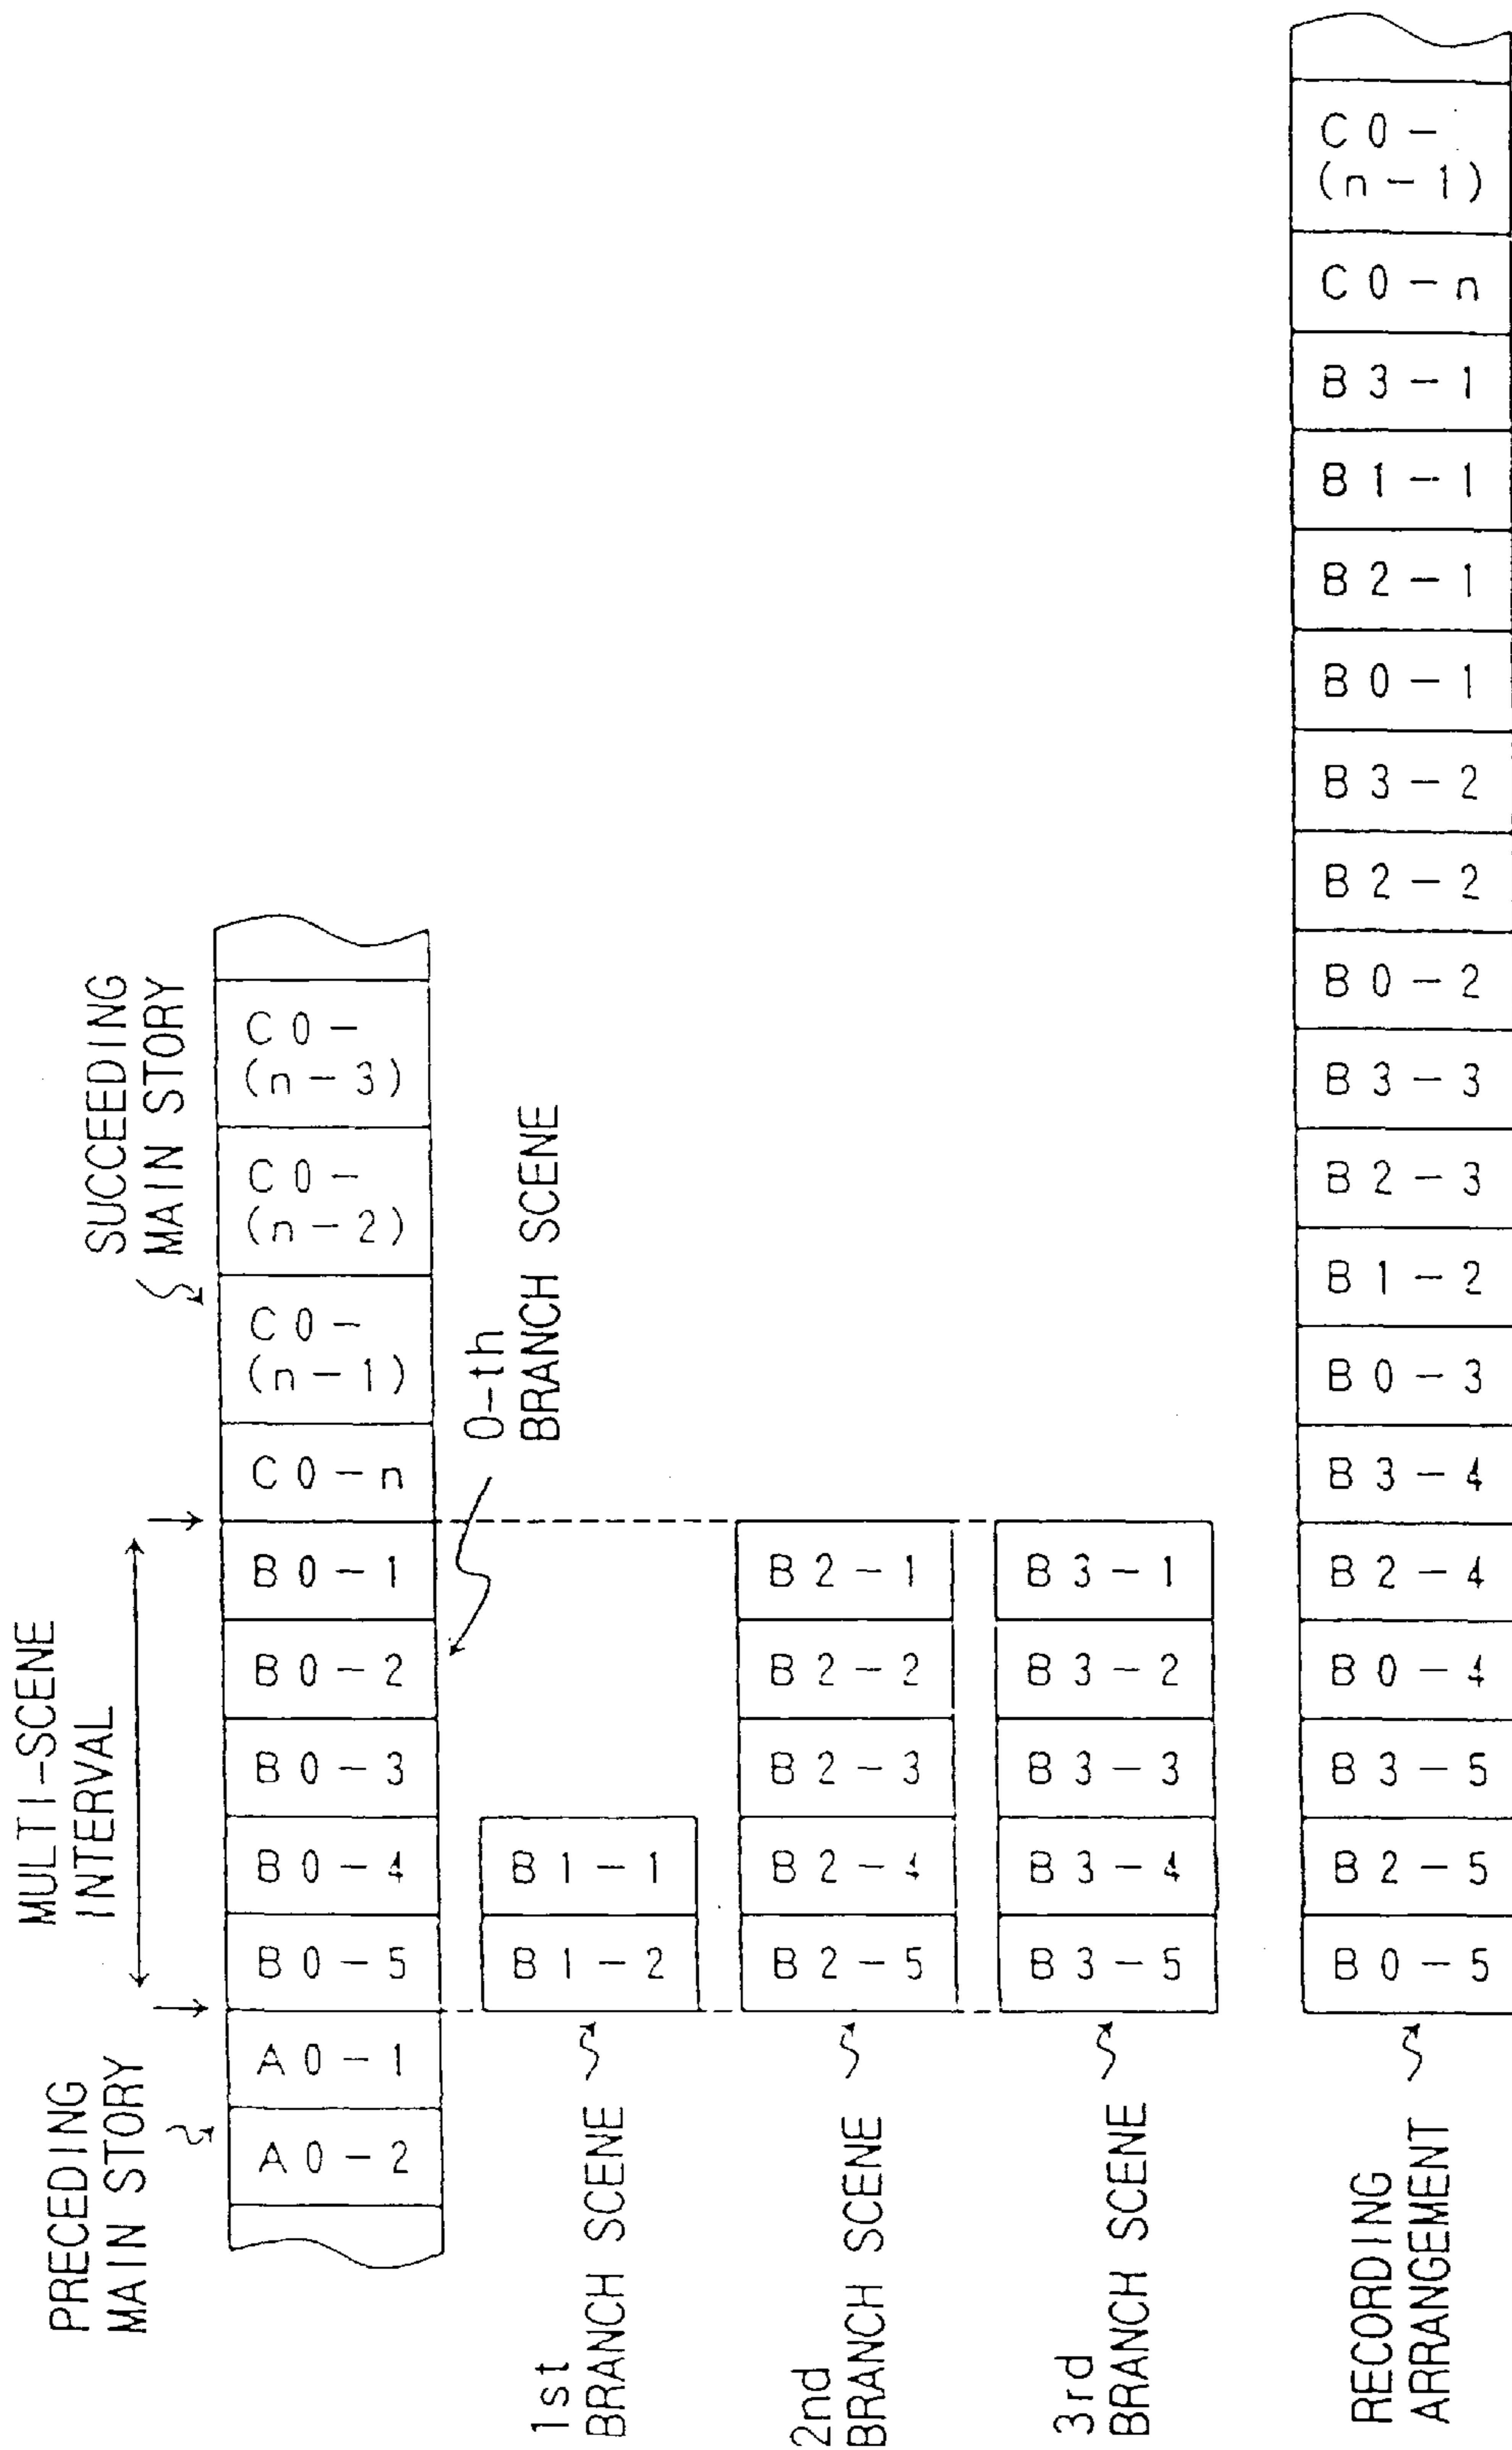 PRECEDING
MAIN STORY
MULTI-SCENE
INTERVAL
SUCCEEDING
MAIN STORY
A0-2
A0-1
B0-5
B0-4
B0-3
B0-2
B0-1
C0-n
C0-
(n-1)
C0-
(n-2)
C0-
(n-3)
0-th
BRANCH SCENE
1st
BRANCH SCENE
B1-2
B1-1
2nd
BRANCH SCENE
B2-5
B2-4
B2-3
B2-2
B2-1
3rd
BRANCH SCENE
B3-5
B3-4
B3-3
B3-2
B3-1
RECORDING
ARRANGEMENT
B0-5
B2-5
B3-5
B0-4
B2-4
B3-4
B0-3
B1-2
B2-3
B3-3
B0-2
B2-2
B3-2
B0-1
B2-1
B1-1
B3-1
C0-n
C0-
(n-1)